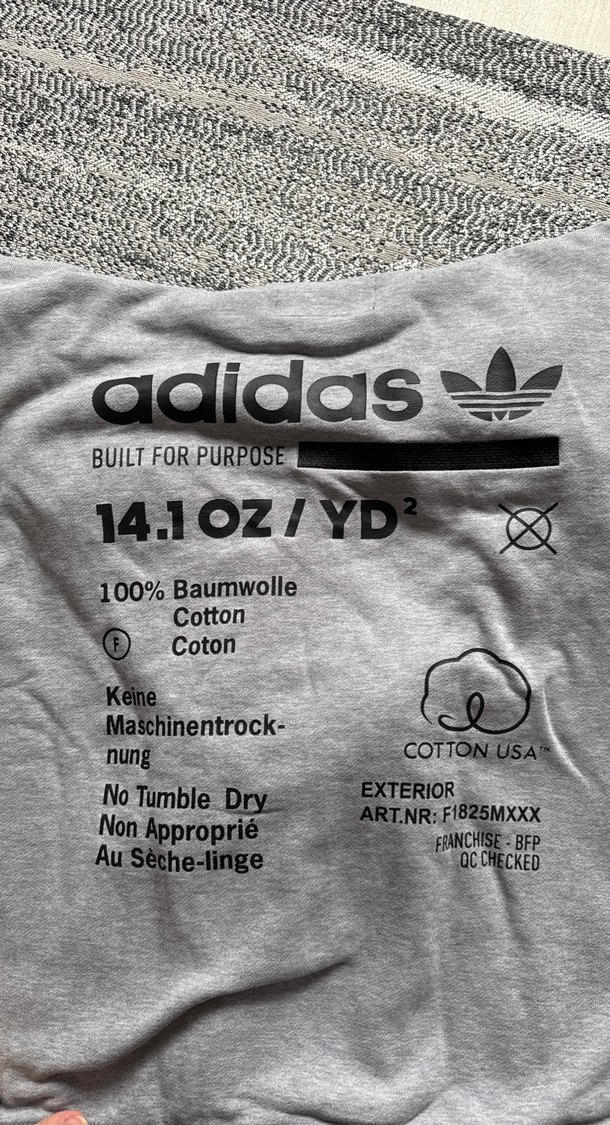 adidas
BUILT FOR PURPOSE
14.1 OZ / YD²
100% Baumwolle
Cotton
F Coton
Keine
Maschinentrock-
nung
No Tumble Dry
Non Approprié
Au Sèche-linge
COTTON USA™
EXTERIOR
ART.NR: F1825MXXX
FRANCHISE - BFP
QC CHECKED